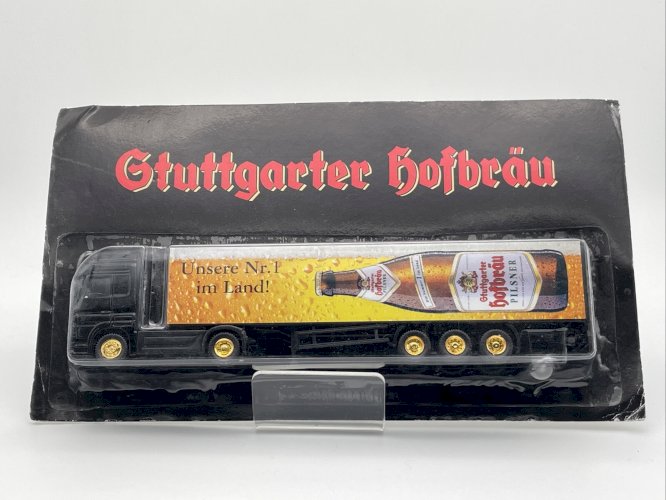 Stuttgarter Hofbräu
Unsere Nr.1
im Land!
Stuttgarter
Hofbräu
PILSNER